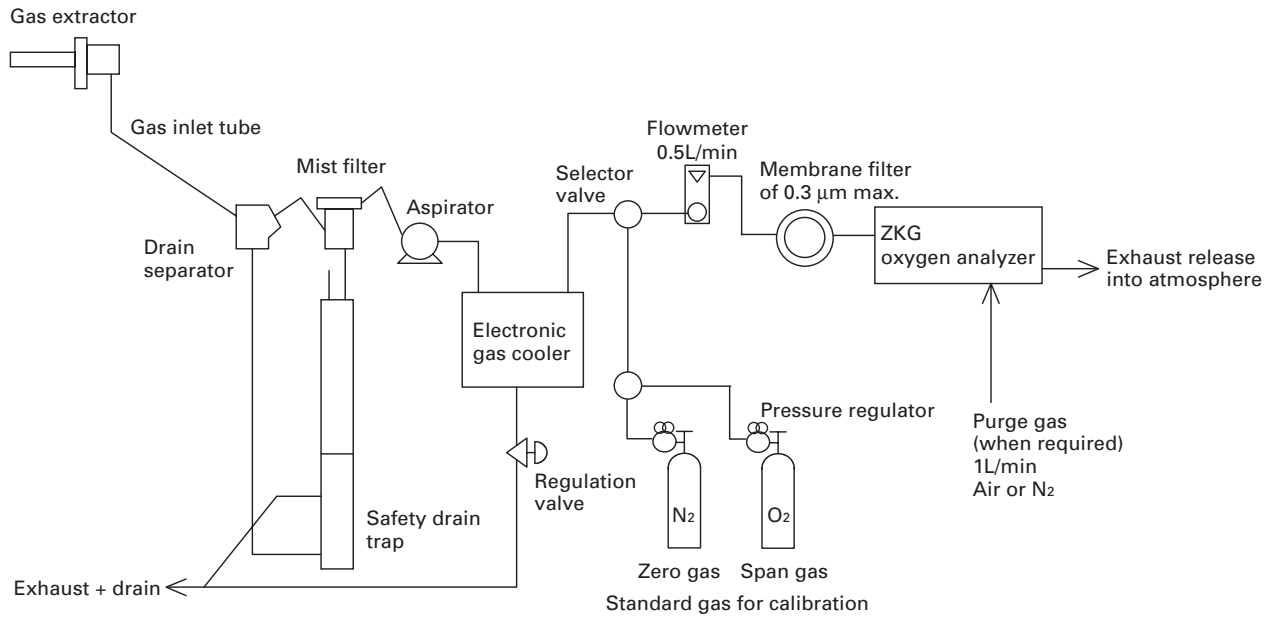 Gas extractor
Gas inlet tube
Mist filter
Aspirator
Drain
separator
Selector
valve
Flowmeter
0.5L/min
Membrane filter
of 0.3 μm max.
ZKG
oxygen analyzer
Exhaust release
into atmosphere
Electronic
gas cooler
Pressure regulator
Purge gas
(when required)
1L/min
Air or N₂
Regulation
valve
Safety drain
trap
N₂
O₂
Exhaust + drain
Zero gas
Span gas
Standard gas for calibration